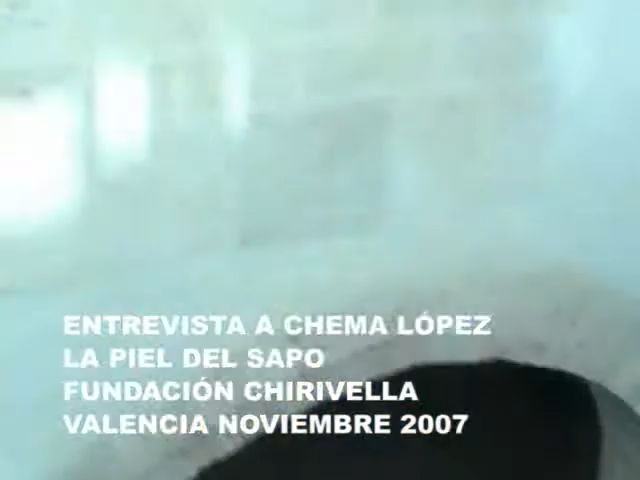 ENTREVISTA A CHEMA LÓPEZ
LA PIEL DEL SAPO
FUNDACIÓN CHIRIVELLA
VALENCIA NOVIEMBRE 2007